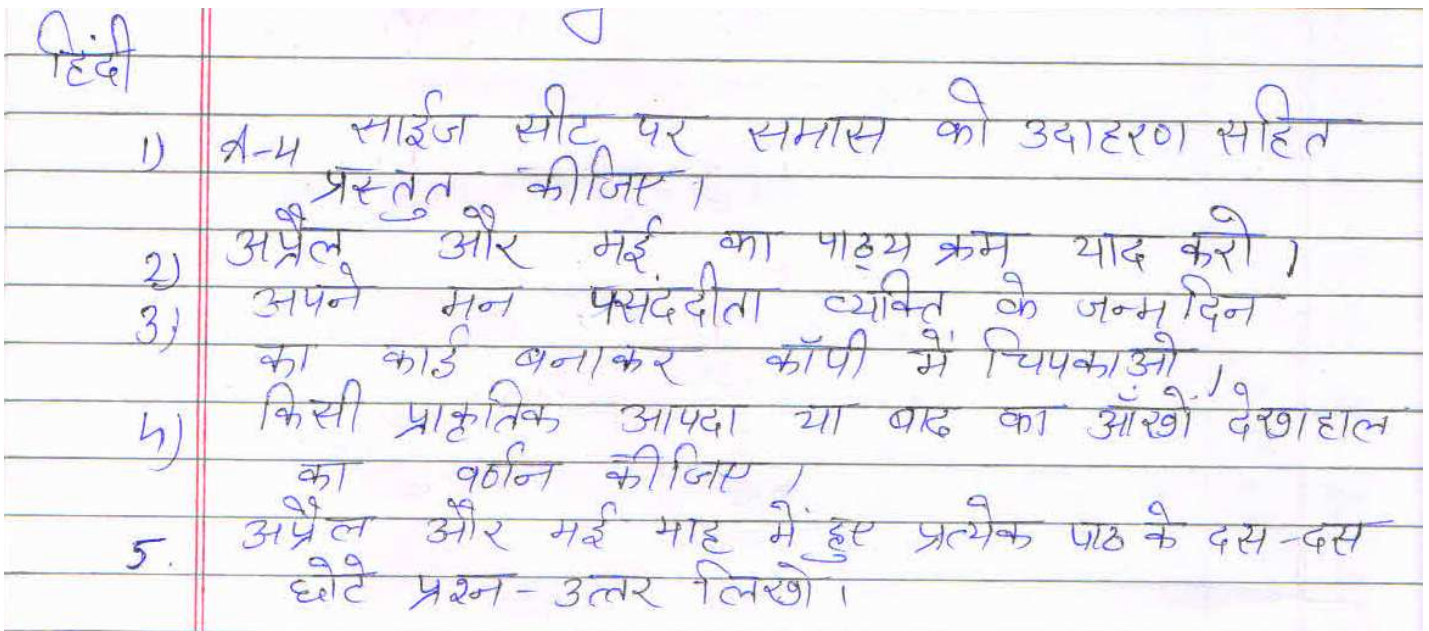 हिंदी
1) A-4 साईज सीट पर समास को उदाहरण सहित
प्रस्तुत कीजिए।
2) अप्रैल और मई का पाठ्य क्रम याद करो।
3) अपने मन पसंददीता व्यक्ति के जन्म दिन
का कार्ड बनाकर कॉपी में चिपकाओ।
4) किसी प्राकृतिक आपदा या बाढ का आँखों देखा हाल
का वर्णन कीजिए।
5. अप्रैल और मई माह में हुए प्रत्येक पाठ के दस-दस
छोटे प्रश्न-उत्तर लिखो।